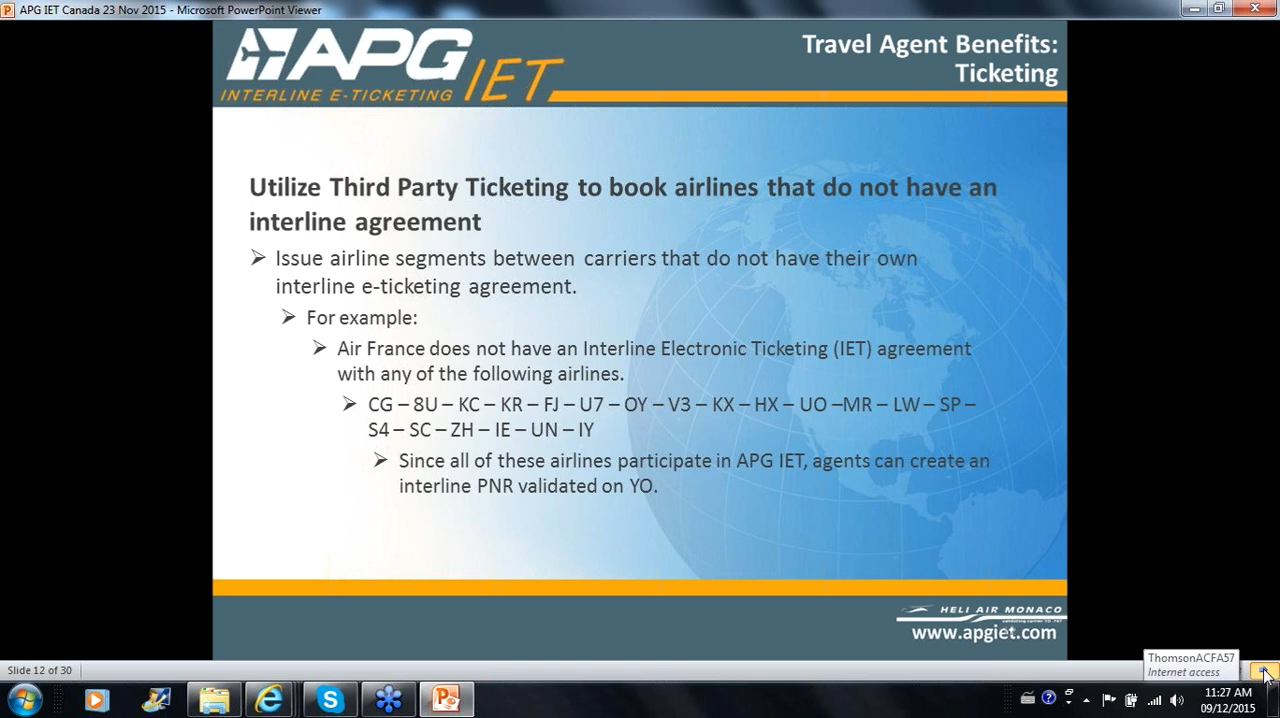 APG IET Canada 23 Nov 2015 - Microsoft PowerPoint Viewer
APG IET
INTERLINE E-TICKETING
Travel Agent Benefits:
Ticketing
Utilize Third Party Ticketing to book airlines that do not have an
interline agreement
Issue airline segments between carriers that do not have their own
interline e-ticketing agreement.
For example:
Air France does not have an Interline Electronic Ticketing (IET) agreement
with any of the following airlines.
CG – 8U – KC – KR – FJ – U7 – OY – V3 – KX – HX – UO –MR – LW – SP –
S4 – SC – ZH – IE – UN – IY
Since all of these airlines participate in APG IET, agents can create an
interline PNR validated on YO.
HELI AIR MONACO
www.apgiet.com
Slide 12 of 30
ThomsonACFA57
Internet access
11:27 AM
09/12/2015